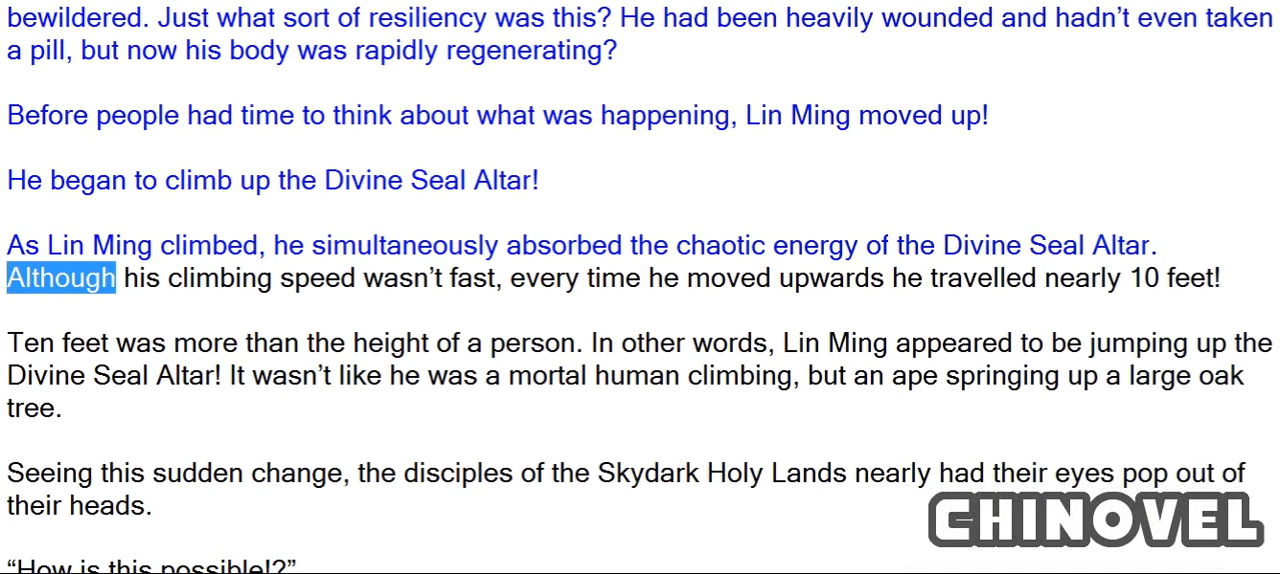 bewildered. Just what sort of resiliency was this? He had been heavily wounded and hadn’t even taken
a pill, but now his body was rapidly regenerating?
Before people had time to think about what was happening, Lin Ming moved up!
He began to climb up the Divine Seal Altar!
As Lin Ming climbed, he simultaneously absorbed the chaotic energy of the Divine Seal Altar.
Although his climbing speed wasn’t fast, every time he moved upwards he travelled nearly 10 feet!
Ten feet was more than the height of a person. In other words, Lin Ming appeared to be jumping up the
Divine Seal Altar! It wasn’t like he was a mortal human climbing, but an ape springing up a large oak
tree.
Seeing this sudden change, the disciples of the Skydark Holy Lands nearly had their eyes pop out of
their heads.
CHINOVEL
“How is this possible!?”